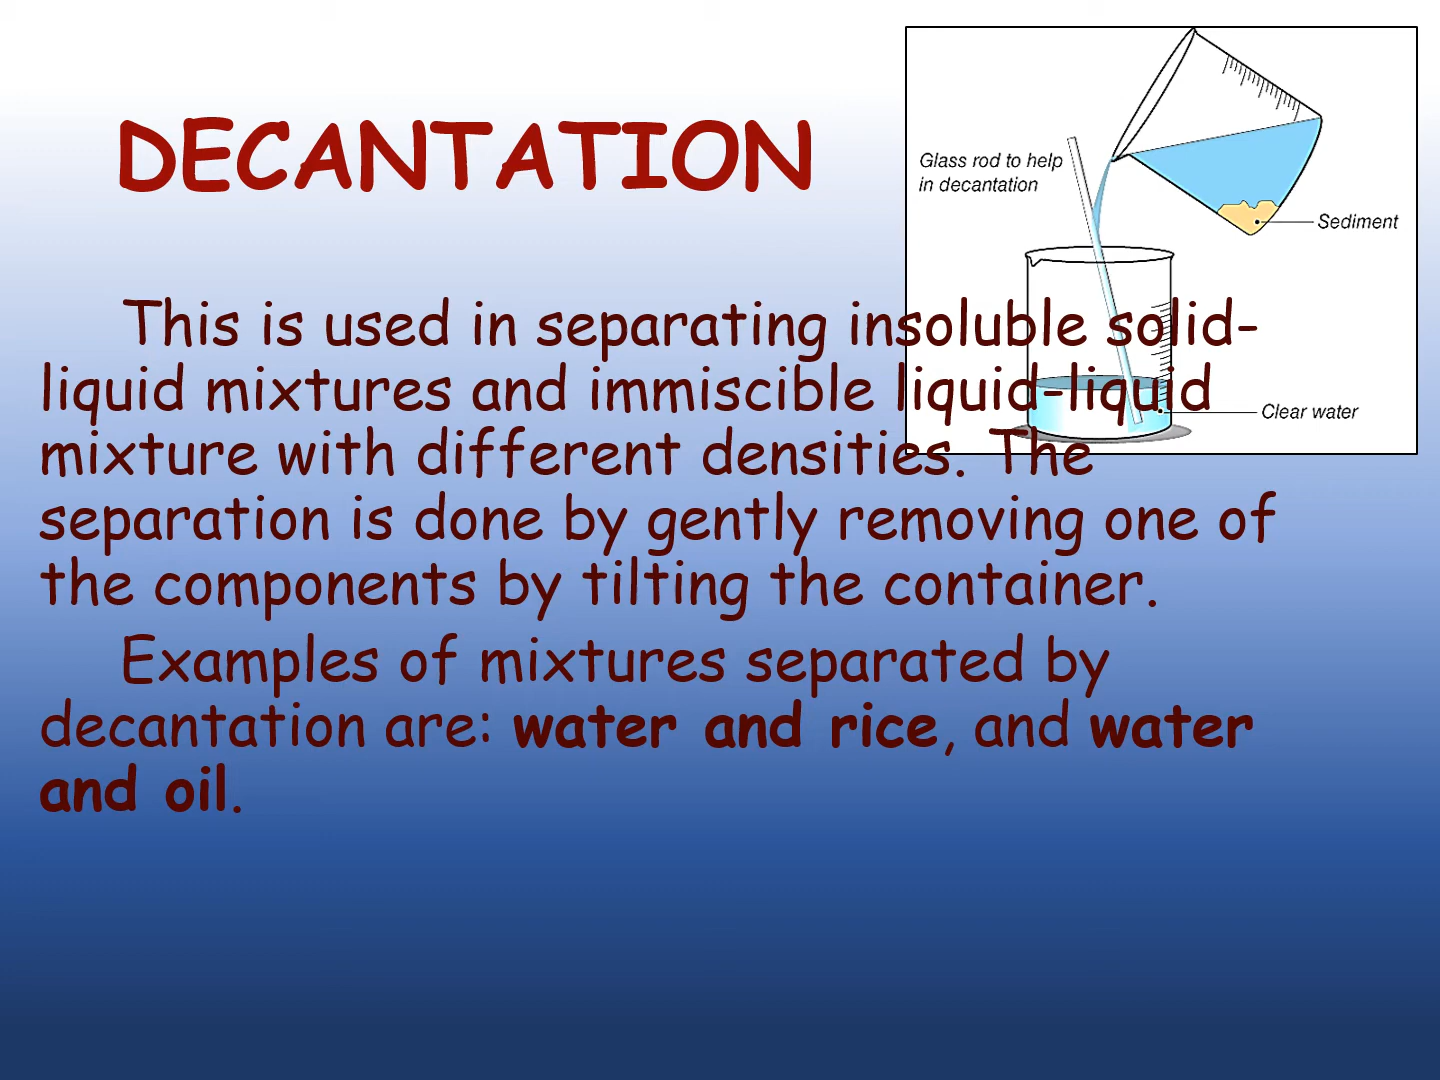 DECANTATION
Glass rod to help
in decantation
Sediment
Clear water
This is used in separating insoluble solid-
liquid mixtures and immiscible liquid-liquid
mixture with different densities. The
separation is done by gently removing one of
the components by tilting the container.
Examples of mixtures separated by
decantation are: water and rice, and water
and oil.